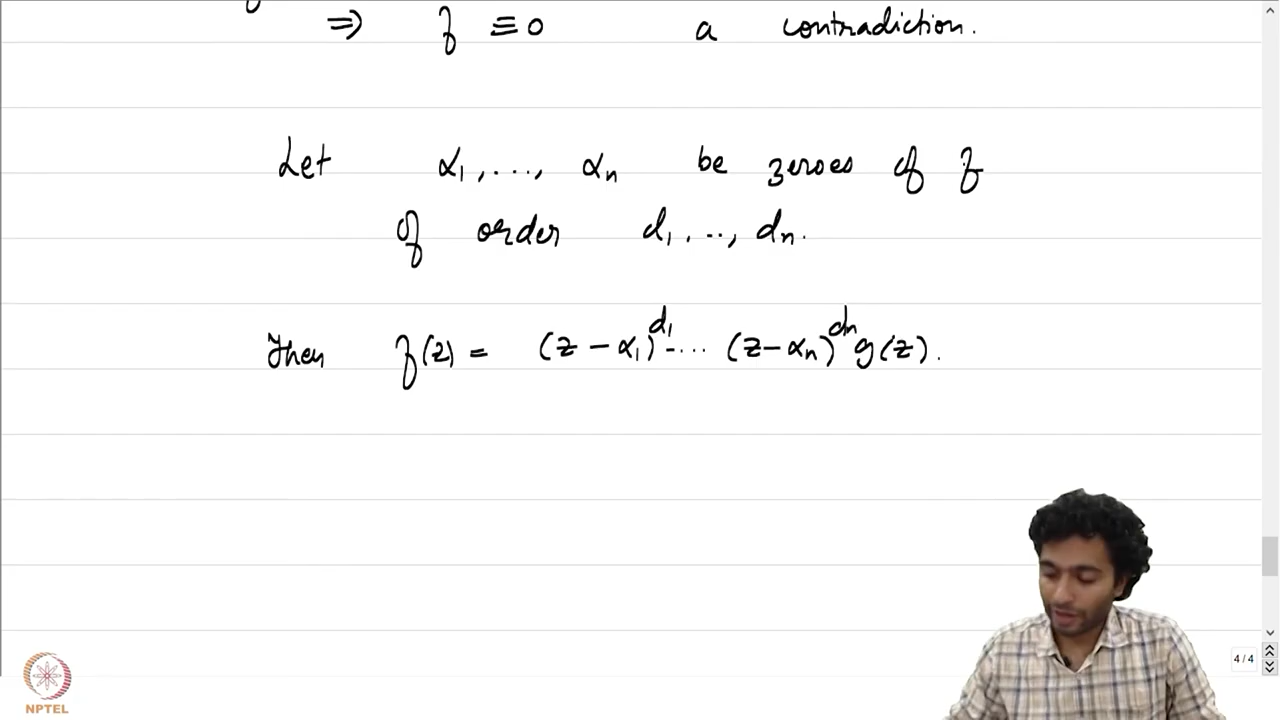 ⇒ f ≡ 0 a contradiction.
Let α₁, ..., αₙ be zeroes of f
of order d₁, .., dₙ.
Then f(z) = (z - α₁)^d₁ .... (z - αₙ)^dₙ g(z).
4 / 4
NPTEL